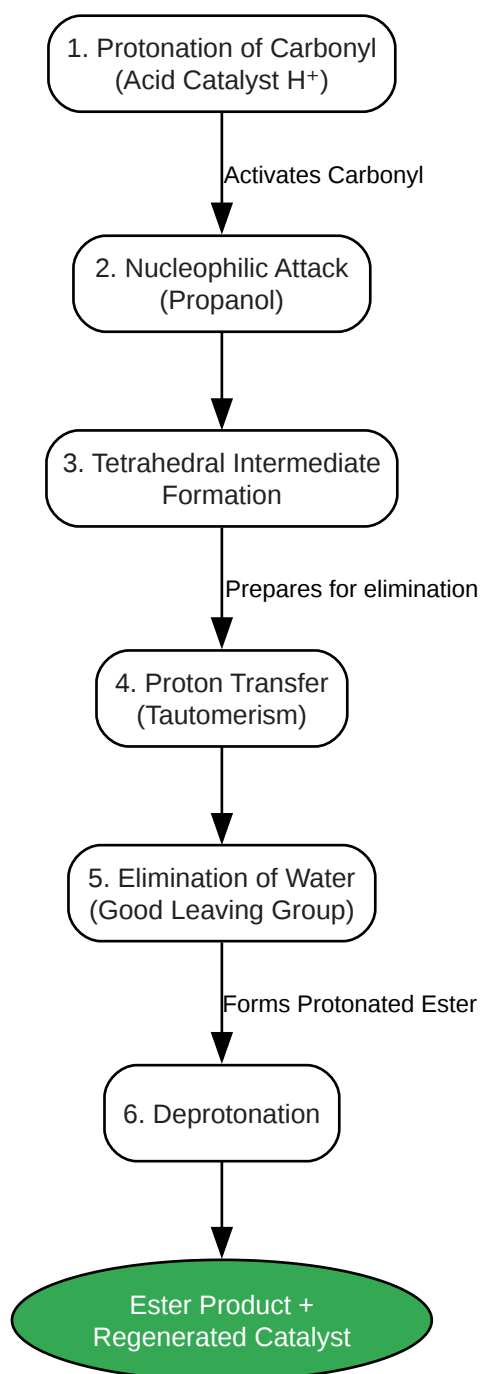 1. Protonation of Carbonyl
(Acid Catalyst H⁺)
Activates Carbonyl
2. Nucleophilic Attack
(Propanol)
3. Tetrahedral Intermediate
Formation
Prepares for elimination
4. Proton Transfer
(Tautomerism)
5. Elimination of Water
(Good Leaving Group)
Forms Protonated Ester
6. Deprotonation
Ester Product +
Regenerated Catalyst